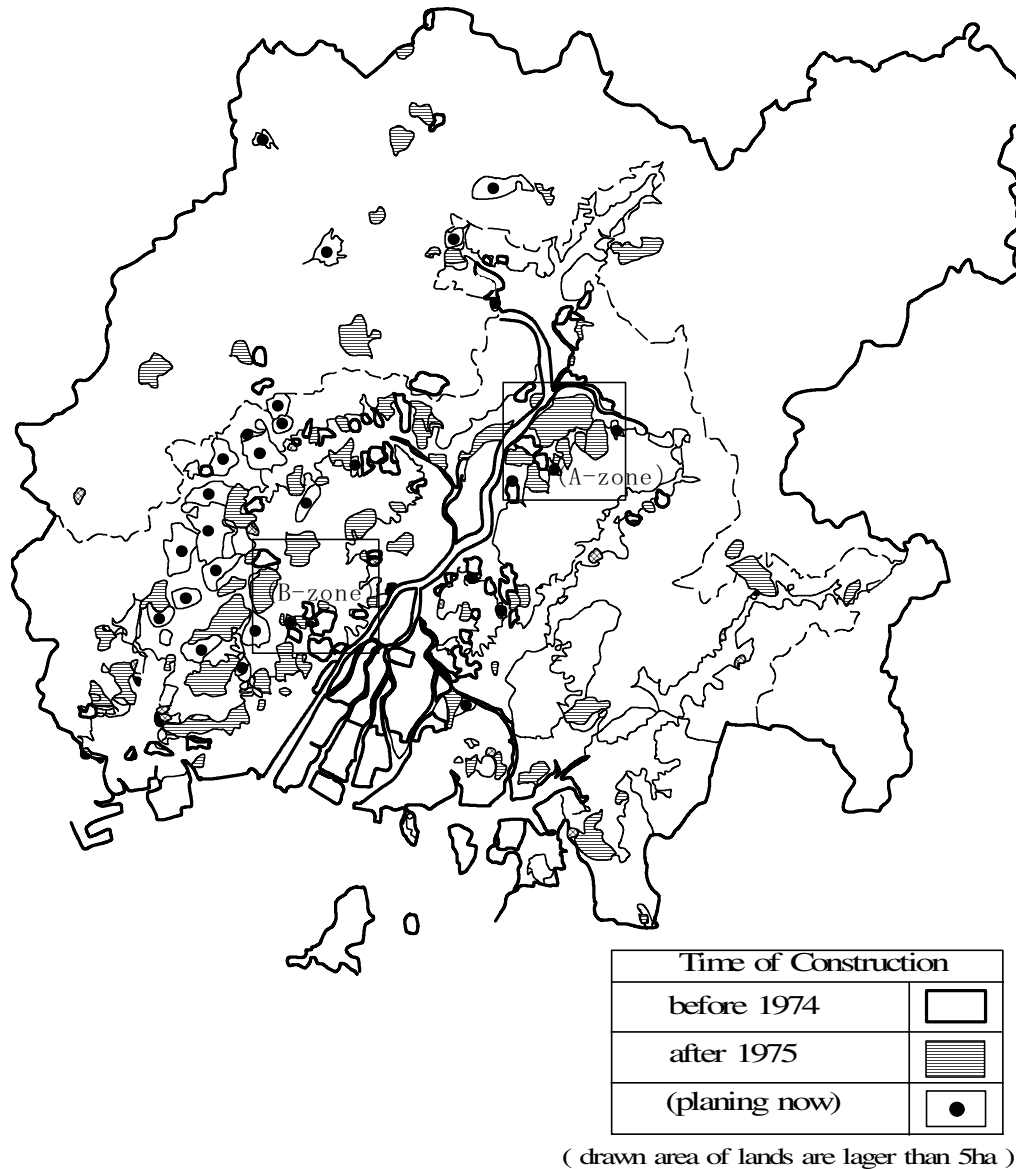 (A-zone)
(B-zone)
Time of Construction
before 1974
after 1975
(planing now)
( drawn area of lands are lager than 5ha )